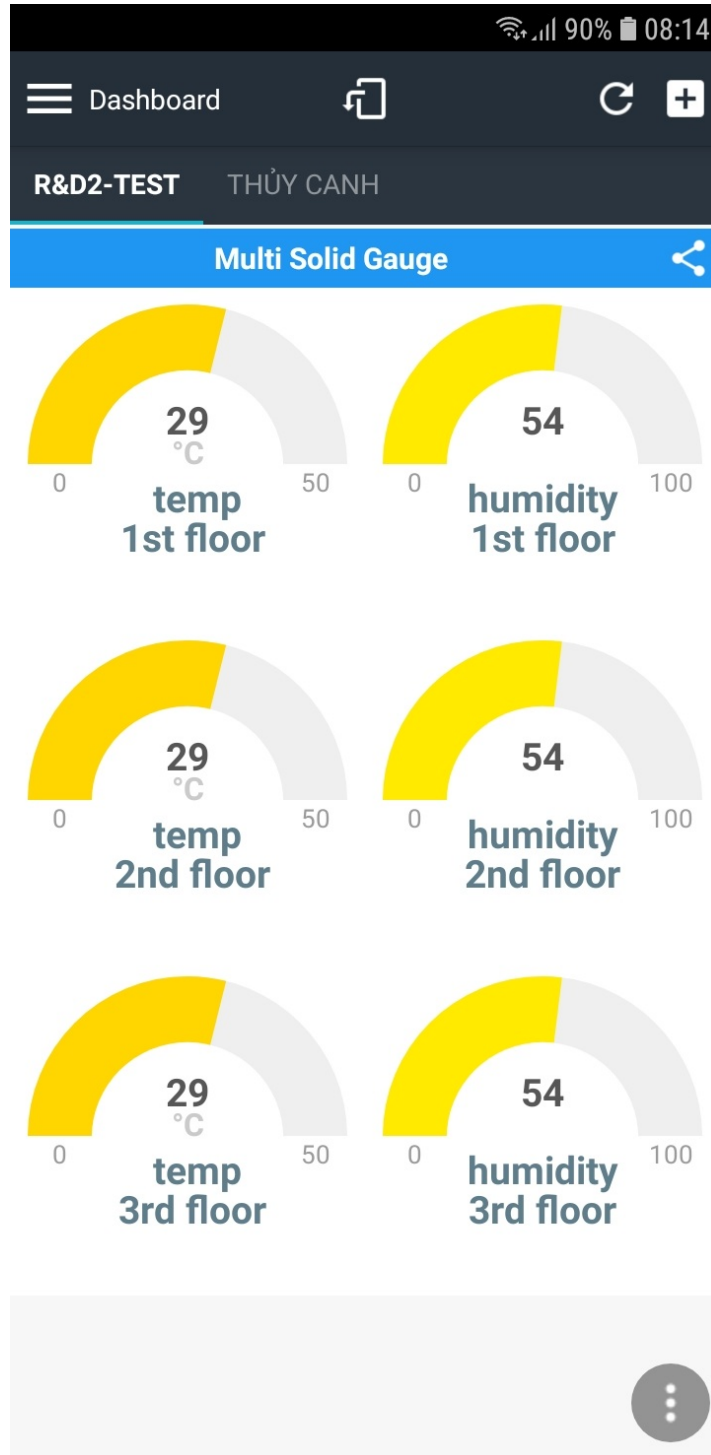 90% 08:14
Dashboard
R&D2-TEST THỦY CANH
Multi Solid Gauge
29 54
°C
0 50 0 100
temp humidity
1st floor 1st floor
29 54
°C
0 50 0 100
temp humidity
2nd floor 2nd floor
29 54
°C
0 50 0 100
temp humidity
3rd floor 3rd floor